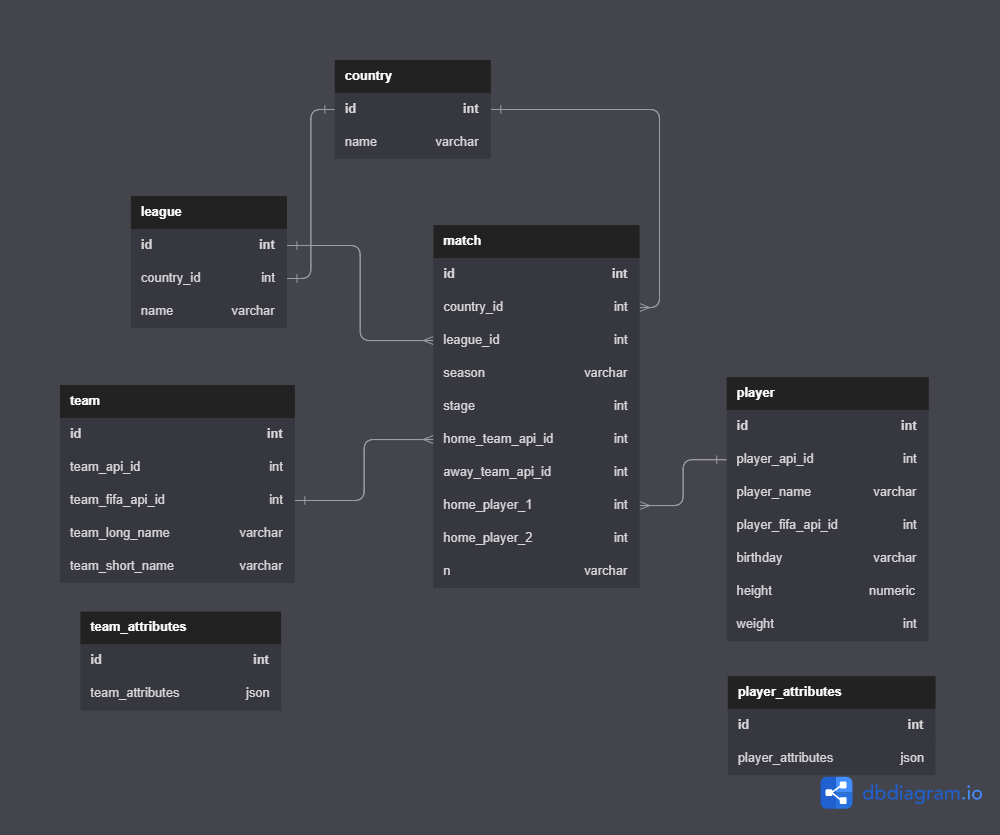 country
id int
name varchar
league
id int
country_id int
name varchar
match
id int
country_id int
league_id int
season varchar
stage int
home_team_api_id int
away_team_api_id int
home_player_1 int
home_player_2 int
n varchar
team
id int
team_api_id int
team_fifa_api_id int
team_long_name varchar
team_short_name varchar
player
id int
player_api_id int
player_name varchar
player_fifa_api_id int
birthday varchar
height numeric
weight int
team_attributes
id int
team_attributes json
player_attributes
id int
player_attributes json
dbdiagram.io